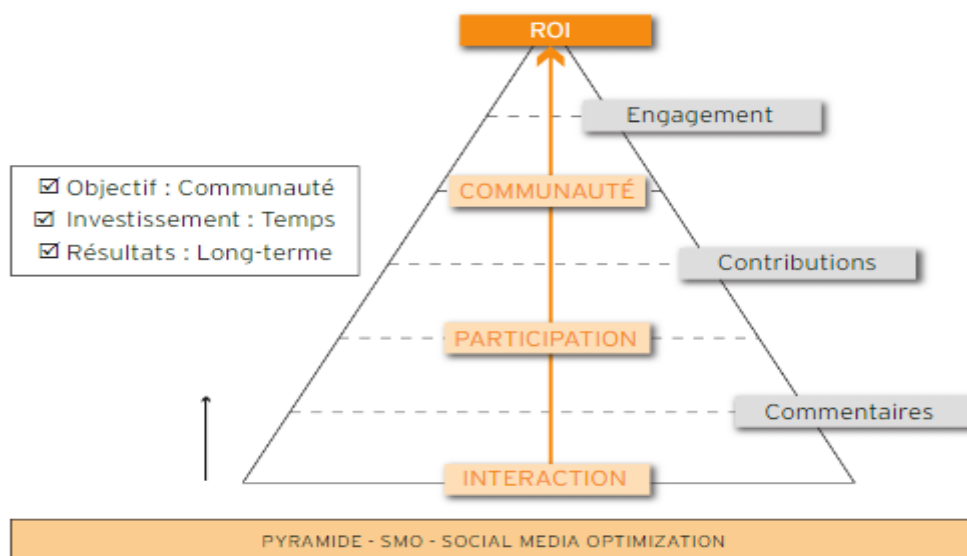 ROI
Engagement
COMMUNAUTÉ
☑ Objectif : Communauté
☑ Investissement : Temps
☑ Résultats : Long-terme
Contributions
PARTICIPATION
Commentaires
INTERACTION
PYRAMIDE - SMO - SOCIAL MEDIA OPTIMIZATION